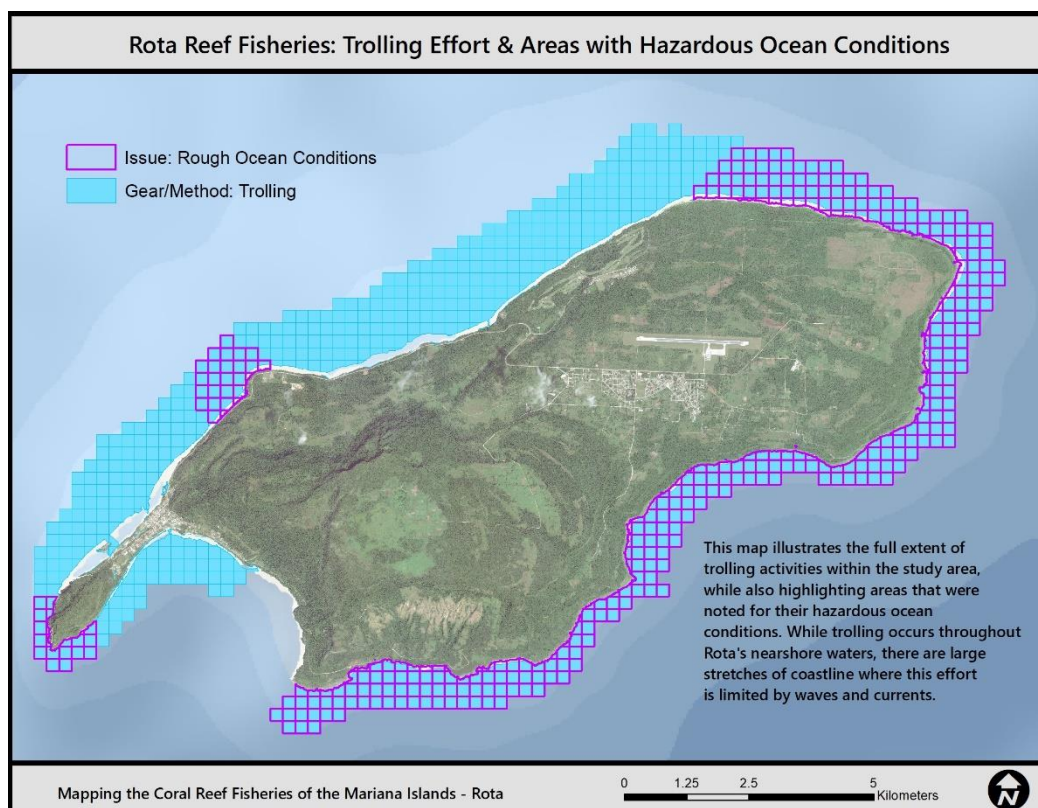 Rota Reef Fisheries: Trolling Effort & Areas with Hazardous Ocean Conditions
Issue: Rough Ocean Conditions
Gear/Method: Trolling
This map illustrates the full extent of
trolling activities within the study area,
while also highlighting areas that were
noted for their hazardous ocean
conditions. While trolling occurs throughout
Rota's nearshore waters, there are large
stretches of coastline where this effort
is limited by waves and currents.
Mapping the Coral Reef Fisheries of the Mariana Islands - Rota
0 1.25 2.5 5
Kilometers
N